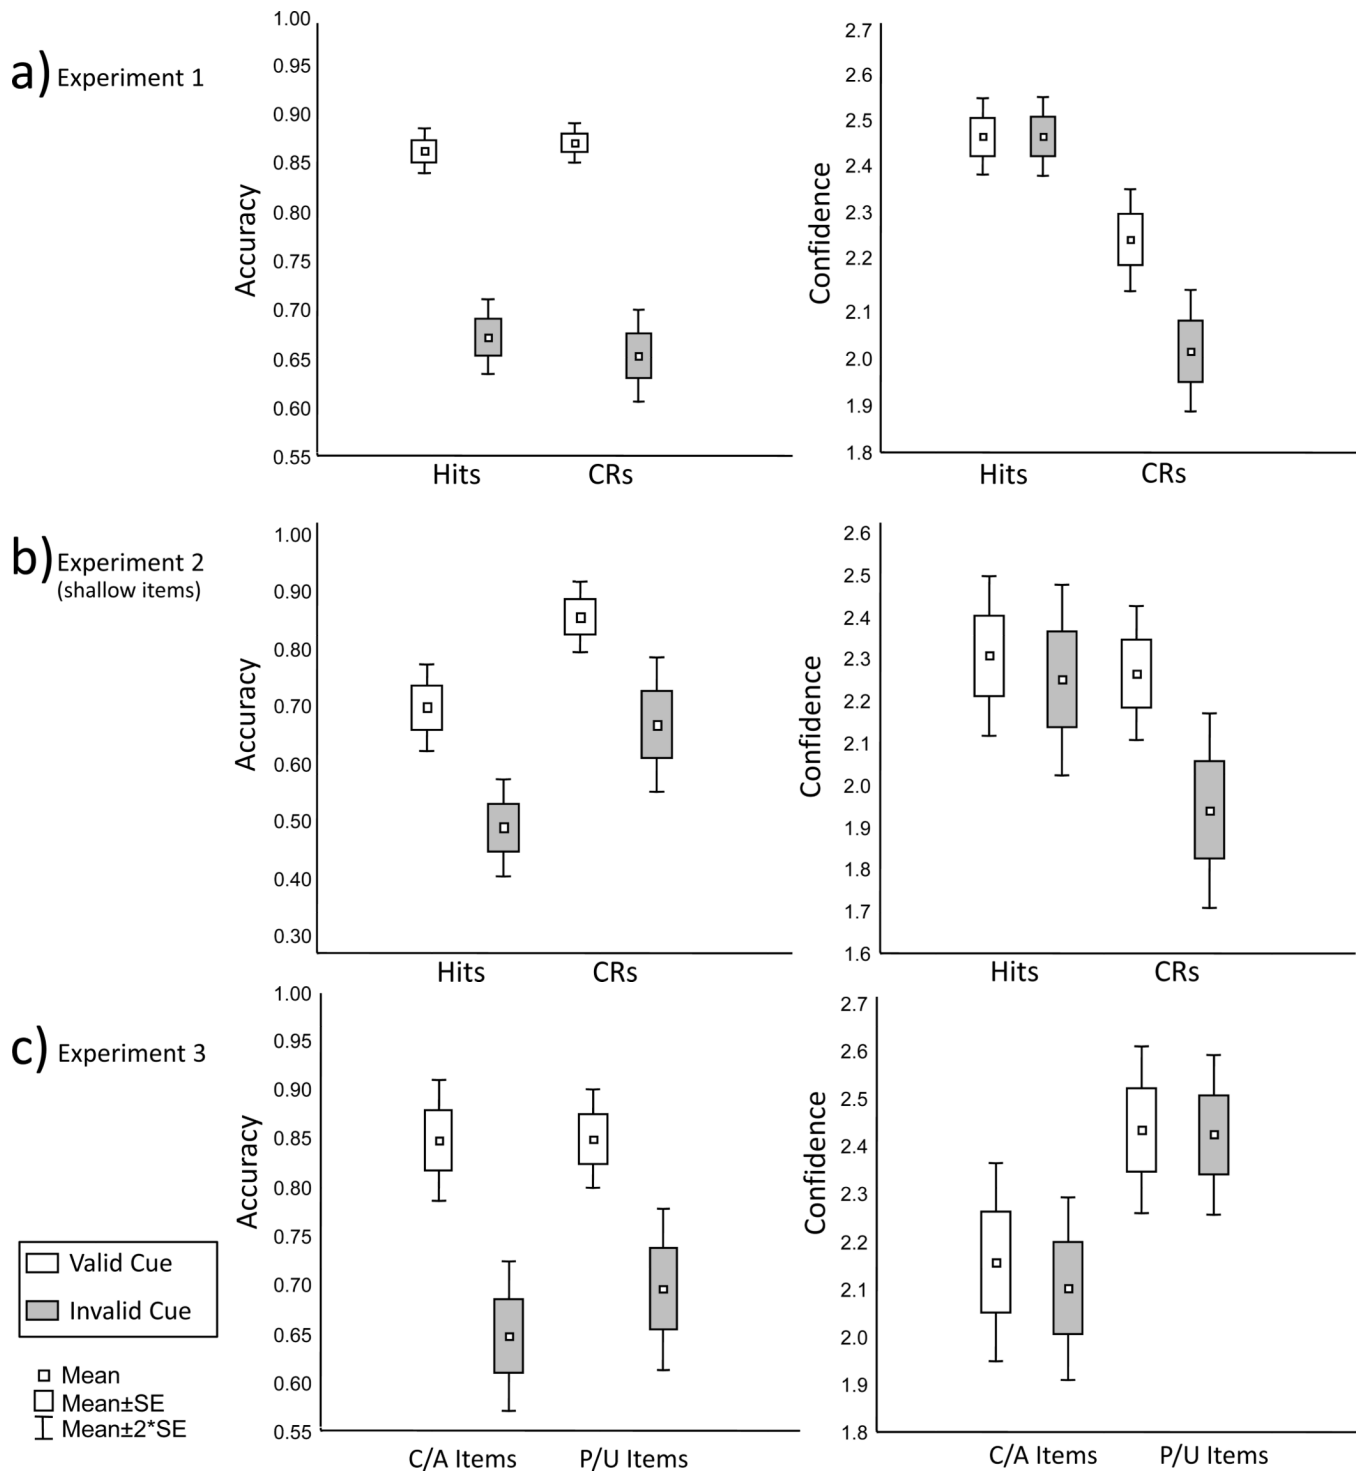 a) Experiment 1
Accuracy
1.00
0.95
0.90
0.85
0.80
0.75
0.70
0.65
0.60
0.55
Hits CRs
Confidence
2.7
2.6
2.5
2.4
2.3
2.2
2.1
2.0
1.9
1.8
Hits CRs
b) Experiment 2
(shallow items)
Accuracy
1.00
0.90
0.80
0.70
0.60
0.50
0.40
0.30
Hits CRs
Confidence
2.6
2.5
2.4
2.3
2.2
2.1
2.0
1.9
1.8
1.7
1.6
Hits CRs
c) Experiment 3
Accuracy
1.00
0.95
0.90
0.85
0.80
0.75
0.70
0.65
0.60
0.55
C/A Items P/U Items
Confidence
2.7
2.6
2.5
2.4
2.3
2.2
2.1
2.0
1.9
1.8
C/A Items P/U Items
Valid Cue
Invalid Cue
Mean
Mean±SE
Mean±2*SE